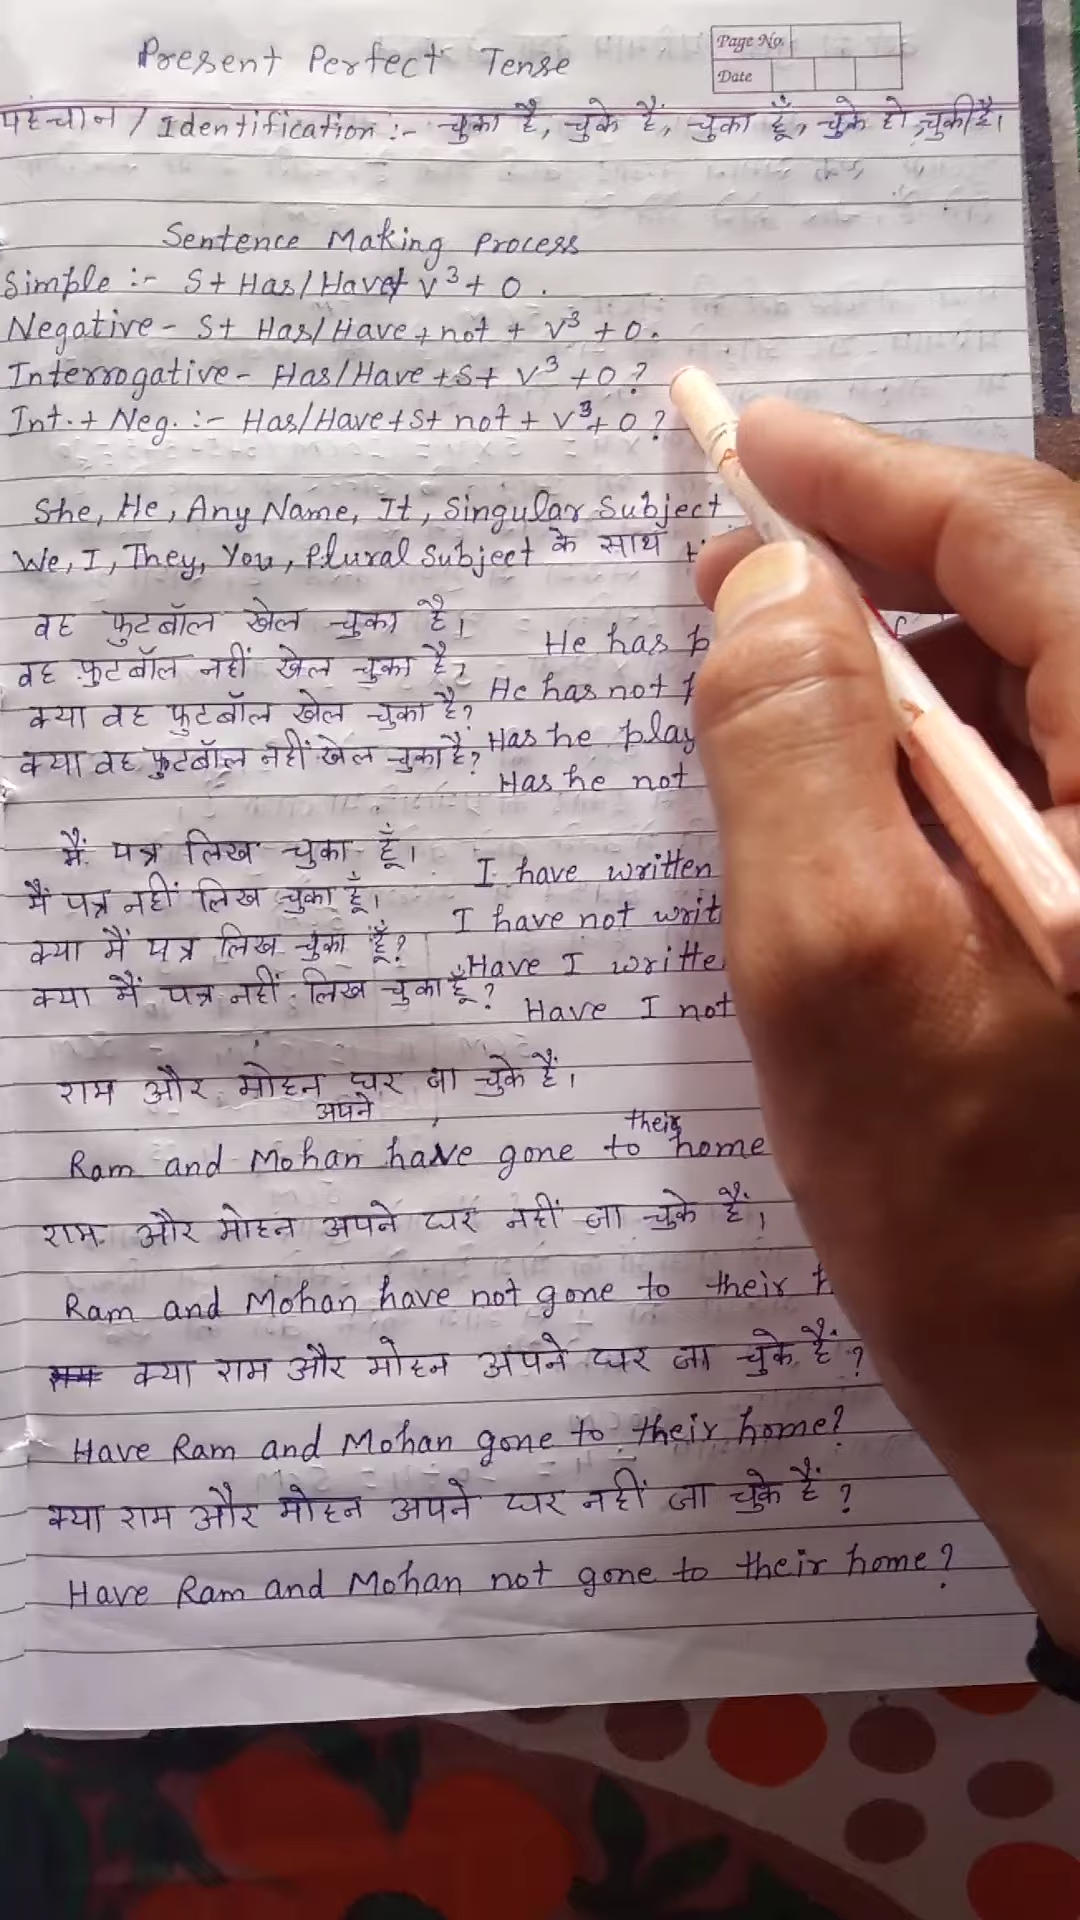 Present Perfect Tense
Page No.
Date
पहचान / Identification :- चुका है, चुके हैं, चुका हूँ, चुके हो, चुकी है।
Sentence Making Process
Simple :- S+ Has/Have+ V³+ O.
Negative - S+ Has/Have + not + V³ + O.
Interrogative - Has/Have + S + V³ + O?
Int. + Neg. :- Has/Have + S + not + V³ + O?
She, He, Any Name, It, Singular Subject
We, I, They, You, Plural Subject के साथ
वह फुटबॉल खेल चुका है।
He has p
वह फुटबॉल नहीं खेल चुका है।
He has not p
क्या वह फुटबॉल खेल चुका है?
Has he play
क्या वह फुटबॉल नहीं खेल चुका है?
Has he not
मैं पत्र लिख चुका हूँ।
I have written
मैं पत्र नहीं लिख चुका हूँ।
I have not writ
क्या मैं पत्र लिख चुका हूँ?
Have I writte
क्या मैं पत्र नहीं लिख चुका हूँ?
Have I not
राम और मोहन घर जा चुके हैं।
अपने
their
Ram and Mohan have gone to home
राम और मोहन अपने घर नहीं जा चुके हैं।
Ram and Mohan have not gone to their h
क्या राम और मोहन अपने घर जा चुके हैं?
Have Ram and Mohan gone to their home?
क्या राम और मोहन अपने घर नहीं जा चुके हैं?
Have Ram and Mohan not gone to their home?